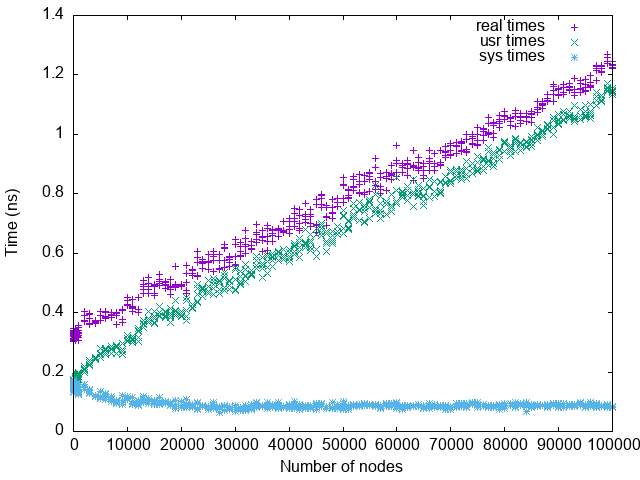 1.4
real times
usr times
sys times
1.2
1
0.8
Time (ns)
0.6
0.4
0.2
0
0 10000 20000 30000 40000 50000 60000 70000 80000 90000 100000
Number of nodes